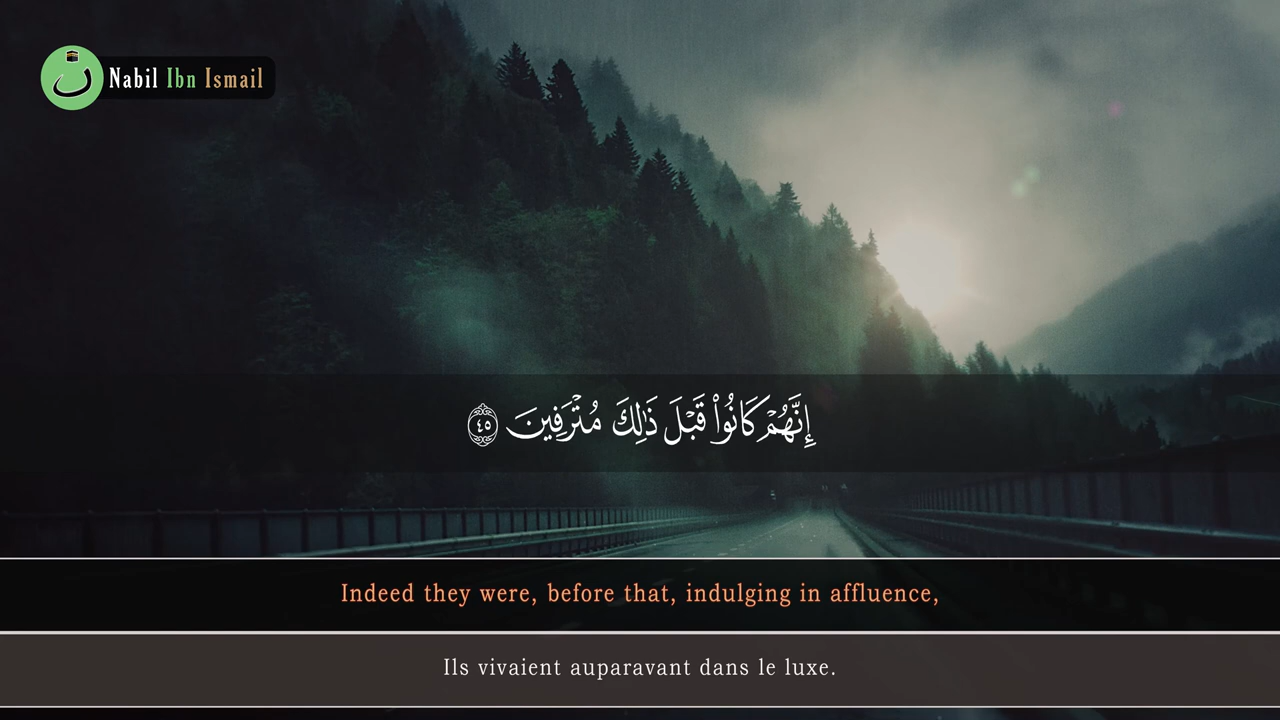 ن
Nabil Ibn Ismail
إِنَّهُمْ كَانُوا۟ قَبْلَ ذَٰلِكَ مُتْرَفِينَ ٤٥
Indeed they were, before that, indulging in affluence,
Ils vivaient auparavant dans le luxe.